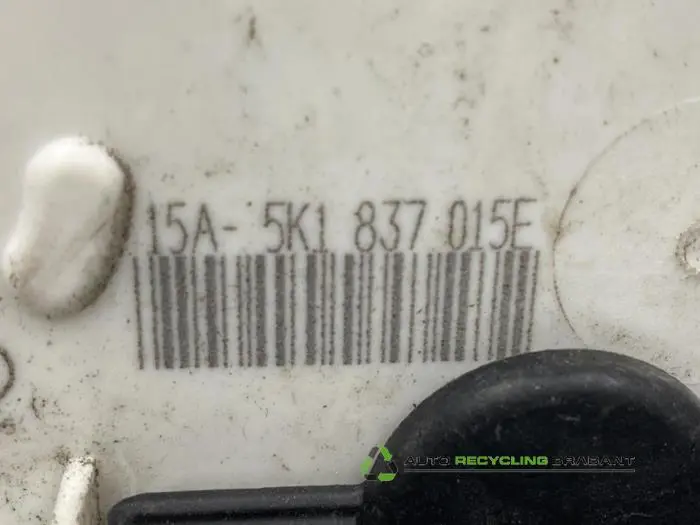 15A- 5K1 837 015E
AUTO RECYCLING BRABANT